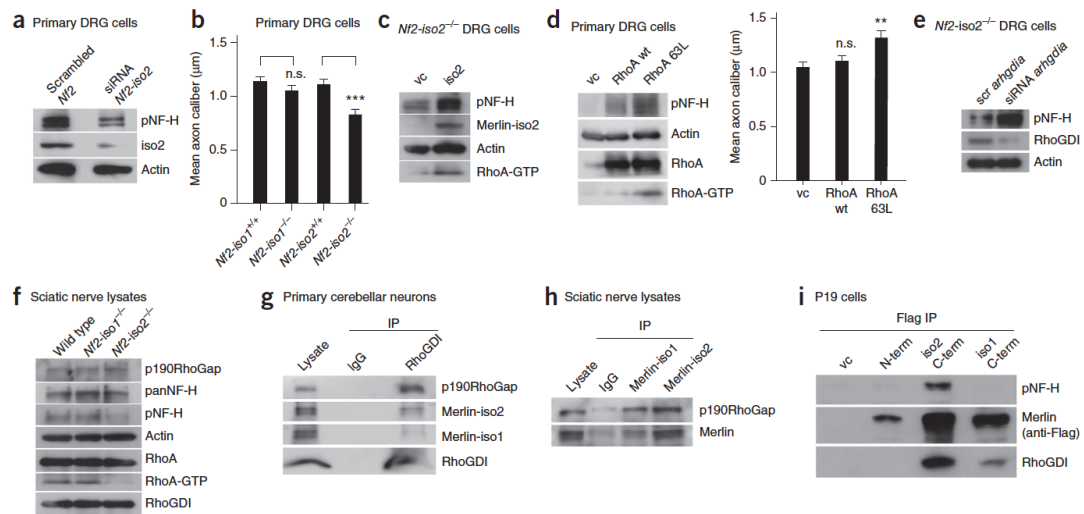 a Primary DRG cells
Scrambled Nf2
siRNA Nf2-iso2
pNF-H
iso2
Actin
b Primary DRG cells
Mean axon caliber (μm)
1.5
1.0
0.5
0
n.s.
***
Nf2-iso1+/+
Nf2-iso1−/−
Nf2-iso2+/+
Nf2-iso2−/−
c Nf2-iso2−/− DRG cells
vc
iso2
pNF-H
Merlin-iso2
Actin
RhoA-GTP
d Primary DRG cells
vc
RhoA wt
RhoA 63L
pNF-H
Actin
RhoA
RhoA-GTP
Mean axon caliber (μm)
1.5
1.0
0.5
0
n.s.
**
vc
RhoA
wt
RhoA
63L
e Nf2-iso2−/− DRG cells
scr arhgdia
siRNA arhgdia
pNF-H
RhoGDI
Actin
f Sciatic nerve lysates
Wild type
Nf2-iso1−/−
Nf2-iso2−/−
p190RhoGap
panNF-H
pNF-H
Actin
RhoA
RhoA-GTP
RhoGDI
g Primary cerebellar neurons
IP
Lysate
IgG
RhoGDI
p190RhoGap
Merlin-iso2
Merlin-iso1
RhoGDI
h Sciatic nerve lysates
IP
Lysate
IgG
Merlin-iso1
Merlin-iso2
p190RhoGap
Merlin
i P19 cells
Flag IP
vc
N-term
iso2
C-term
iso1
C-term
pNF-H
Merlin
(anti-Flag)
RhoGDI